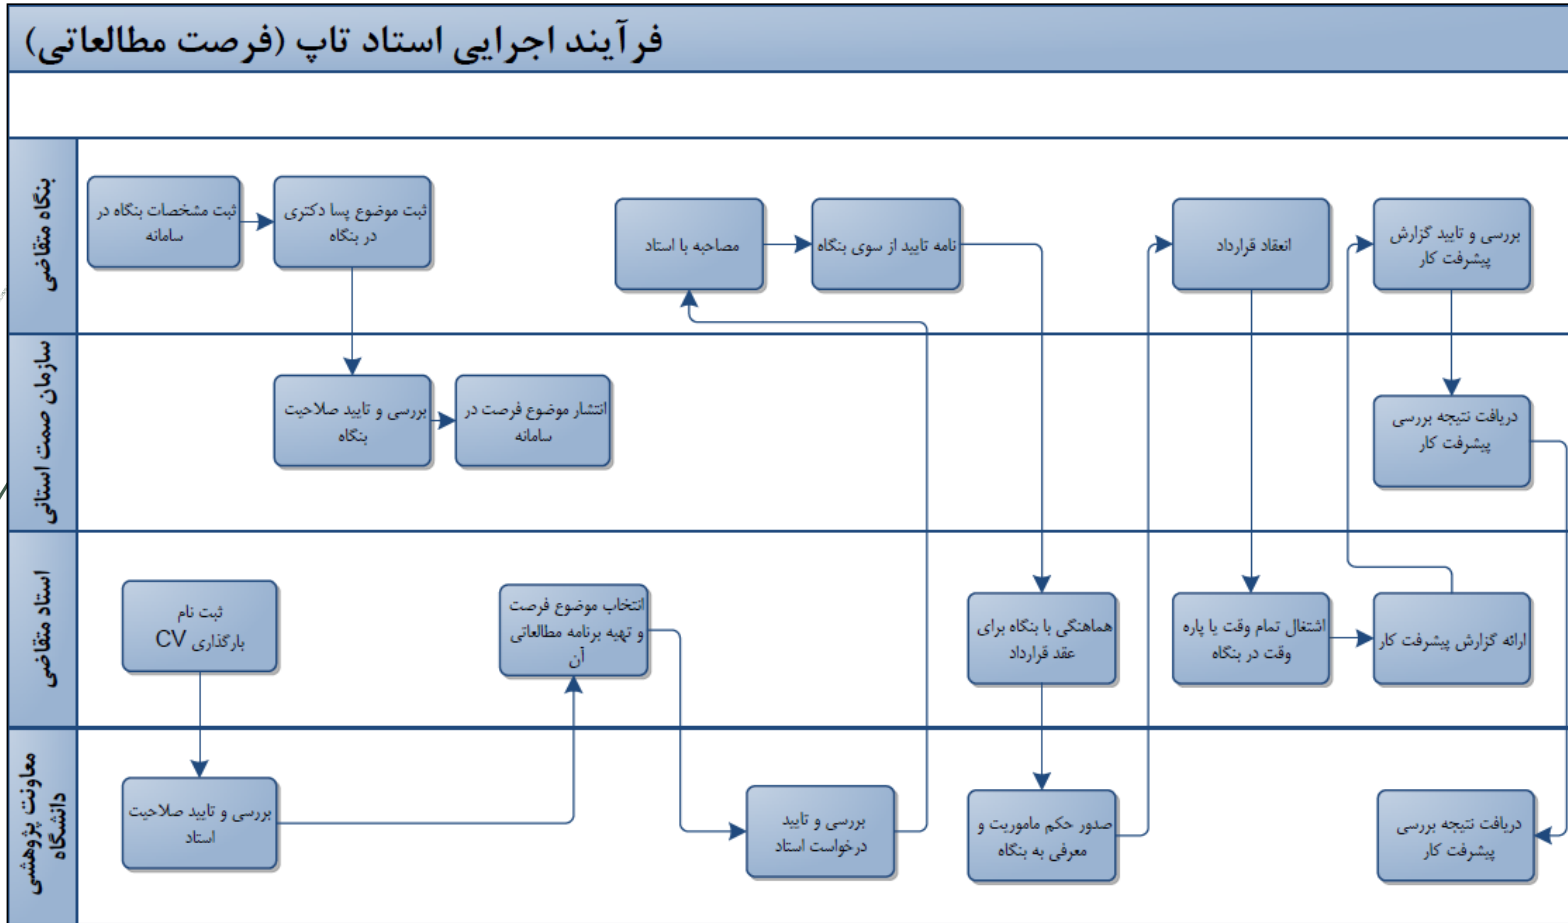 فرآیند اجرایی استاد تاپ (فرصت مطالعاتی)
بنگاه متقاضی
ثبت مشخصات بنگاه در
سامانه
ثبت موضوع پسا دکتری
در بنگاه
مصاحبه با استاد
نامه تایید از سوی بنگاه
انعقاد قرارداد
بررسی و تایید گزارش
پیشرفت کار
سازمان صمت استانی
بررسی و تایید صلاحیت
بنگاه
انتشار موضوع فرصت در
سامانه
دریافت نتیجه بررسی
پیشرفت کار
استاد متقاضی
ثبت نام
بارگذاری CV
انتخاب موضوع فرصت
و تهیه برنامه مطالعاتی
آن
هماهنگی با بنگاه برای
عقد قرارداد
اشتغال تمام وقت یا پاره
وقت در بنگاه
ارائه گزارش پیشرفت کار
معاونت پژوهشی
دانشگاه
بررسی و تایید صلاحیت
استاد
بررسی و تایید
درخواست استاد
صدور حکم ماموریت و
معرفی به بنگاه
دریافت نتیجه بررسی
پیشرفت کار